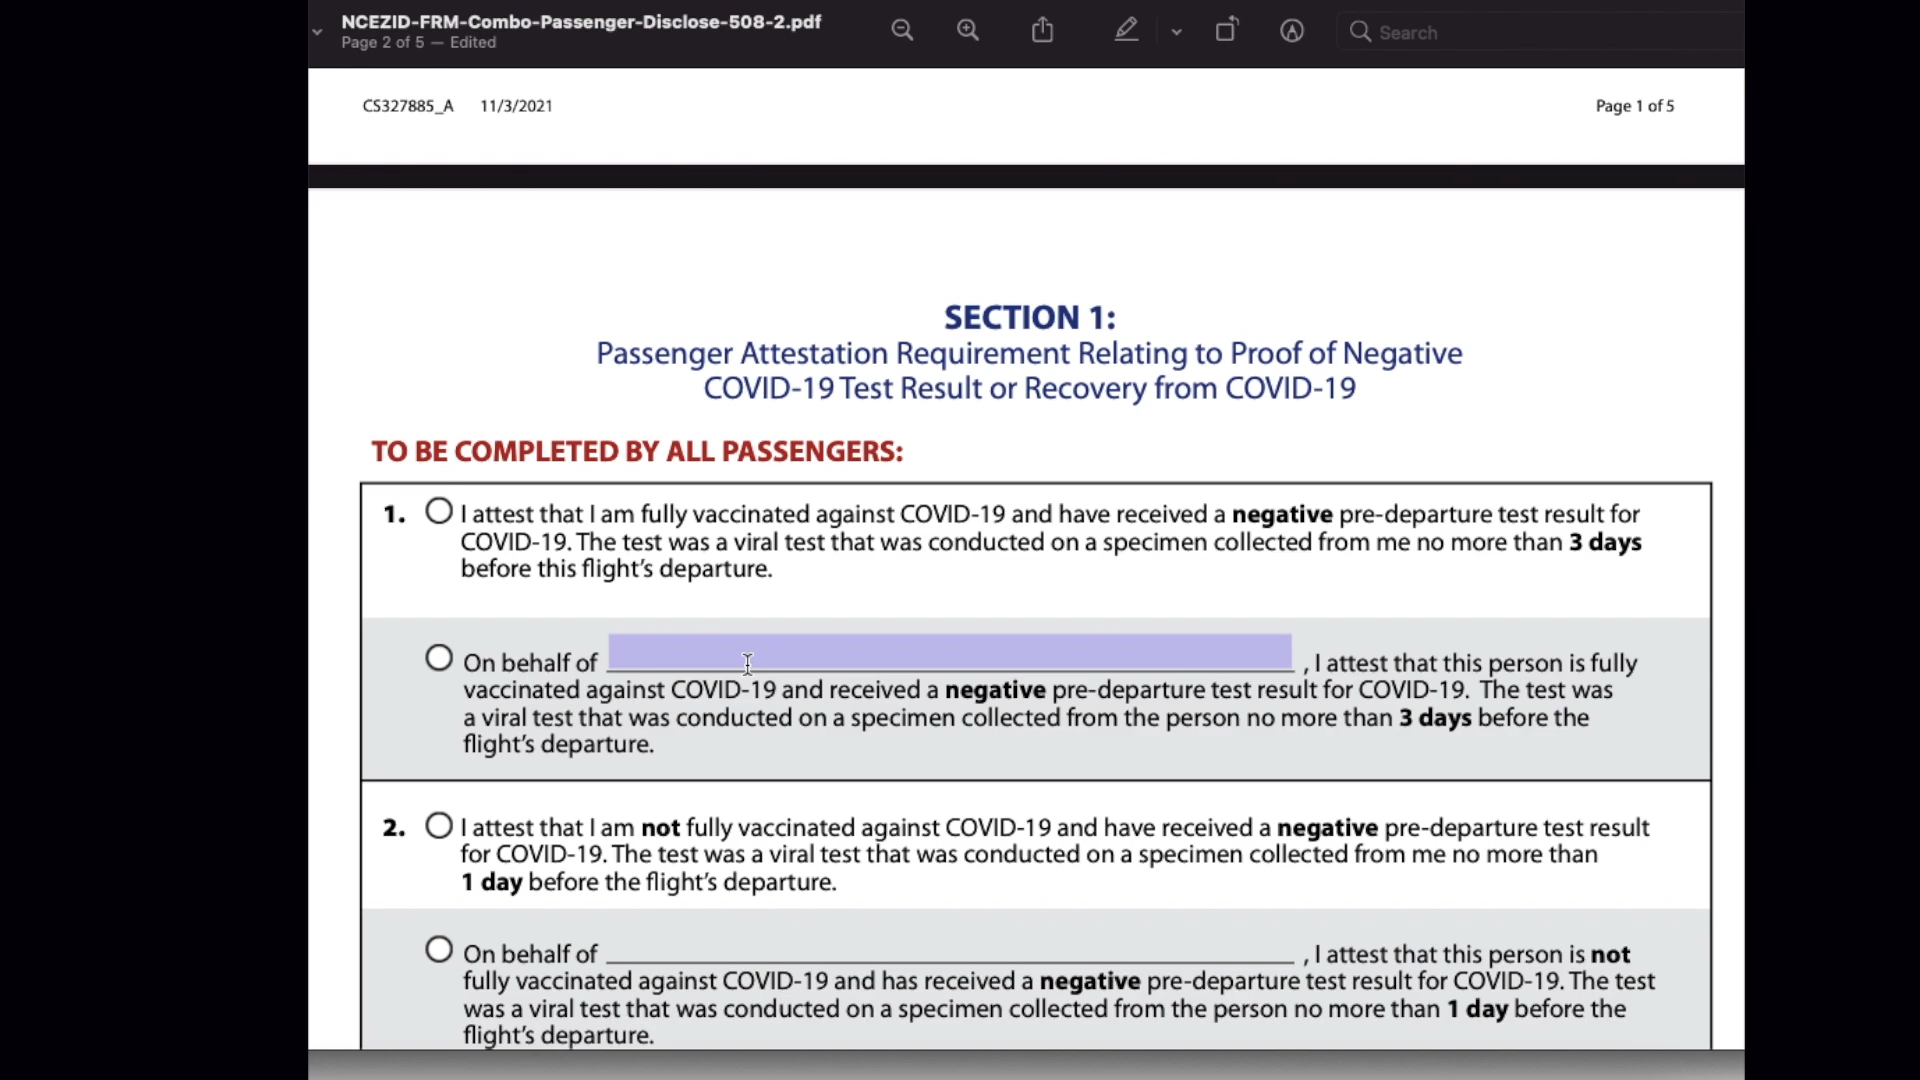 NCEZID-FRM-Combo-Passenger-Disclose-508-2.pdf
Page 2 of 5 — Edited
Search
CS327885_A 11/3/2021 Page 1 of 5
SECTION 1:
Passenger Attestation Requirement Relating to Proof of Negative
COVID-19 Test Result or Recovery from COVID-19
TO BE COMPLETED BY ALL PASSENGERS:
1. I attest that I am fully vaccinated against COVID-19 and have received a negative pre-departure test result for
COVID-19. The test was a viral test that was conducted on a specimen collected from me no more than 3 days
before this flight's departure.
On behalf of , I attest that this person is fully
vaccinated against COVID-19 and received a negative pre-departure test result for COVID-19. The test was
a viral test that was conducted on a specimen collected from the person no more than 3 days before the
flight's departure.
2. I attest that I am not fully vaccinated against COVID-19 and have received a negative pre-departure test result
for COVID-19. The test was a viral test that was conducted on a specimen collected from me no more than
1 day before the flight's departure.
On behalf of , I attest that this person is not
fully vaccinated against COVID-19 and has received a negative pre-departure test result for COVID-19. The test
was a viral test that was conducted on a specimen collected from the person no more than 1 day before the
flight's departure.